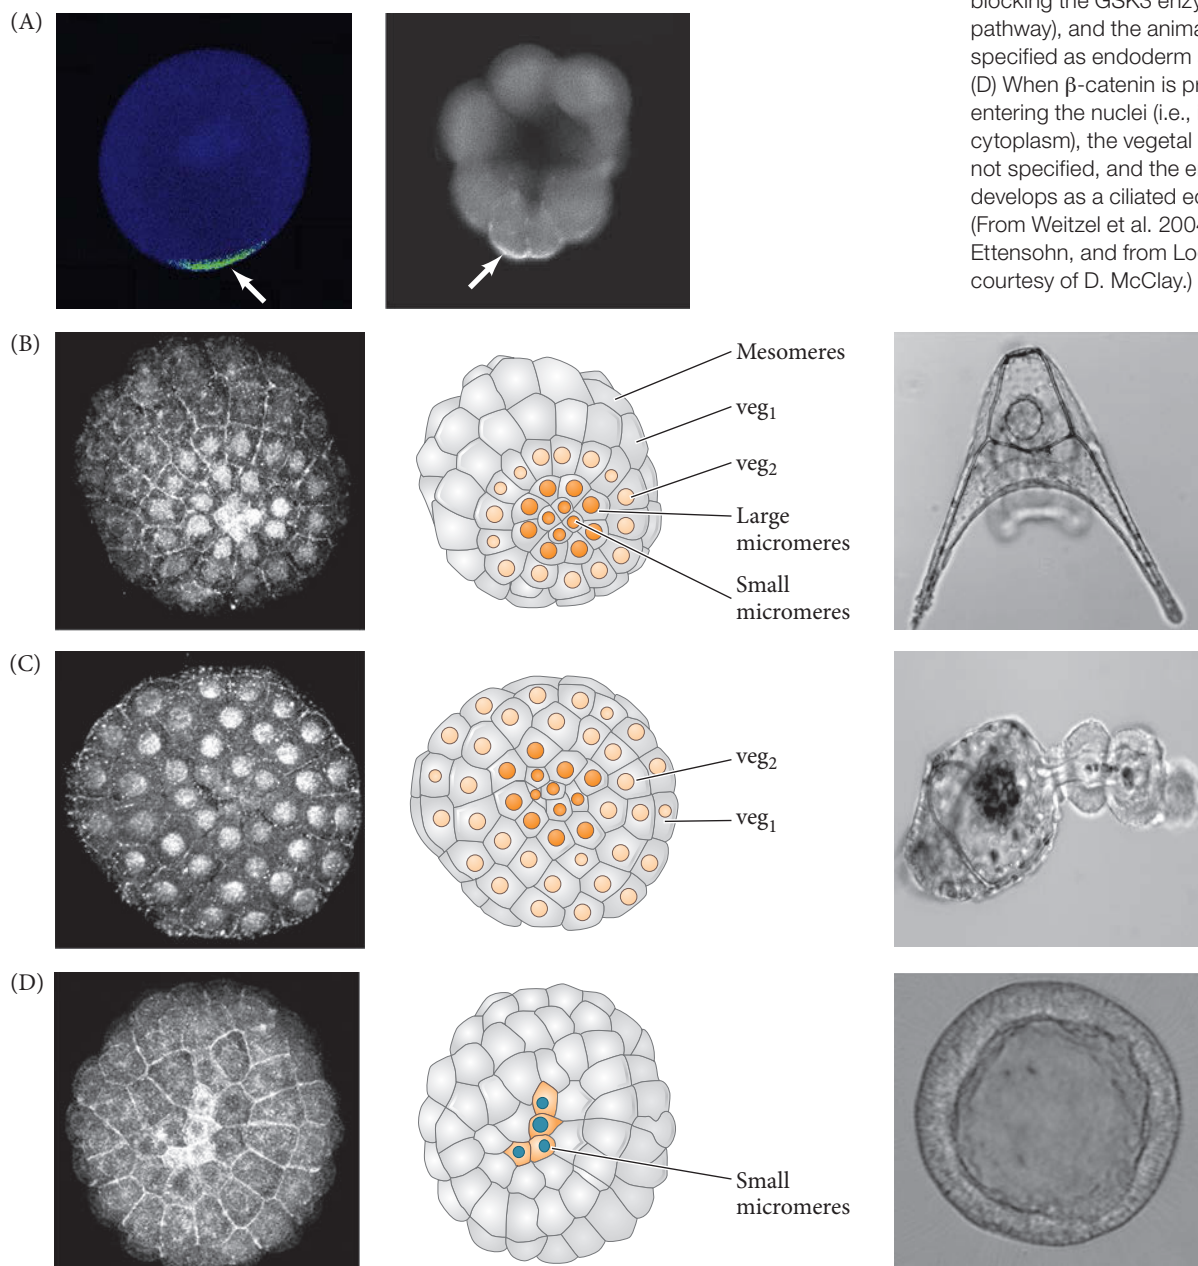 (A)
blocking the GSK3 enzy
pathway), and the anima
specified as endoderm
(D) When β-catenin is pr
entering the nuclei (i.e.,
cytoplasm), the vegetal
not specified, and the e
develops as a ciliated ec
(From Weitzel et al. 2004
Ettensohn, and from Lo
courtesy of D. McClay.)
(B)
Mesomeres
veg₁
veg₂
Large
micromeres
Small
micromeres
(C)
veg₂
veg₁
(D)
Small
micromeres